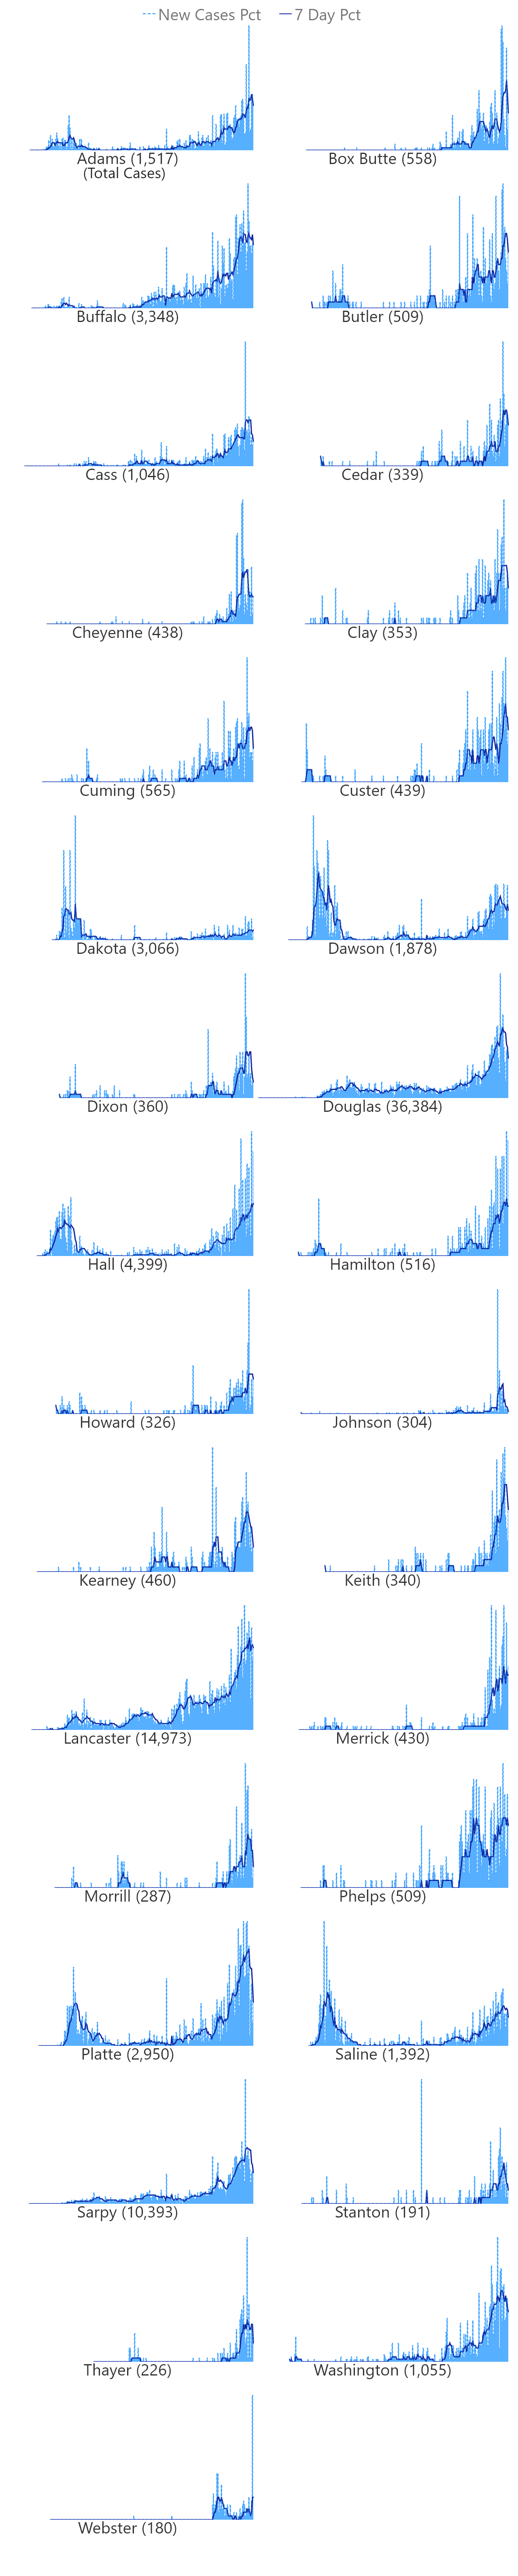 New Cases Pct 7 Day Pct
Adams (1,517) Box Butte (558)
(Total Cases)
Buffalo (3,348) Butler (509)
Cass (1,046) Cedar (339)
Cheyenne (438) Clay (353)
Cuming (565) Custer (439)
Dakota (3,066) Dawson (1,878)
Dixon (360) Douglas (36,384)
Hall (4,399) Hamilton (516)
Howard (326) Johnson (304)
Kearney (460) Keith (340)
Lancaster (14,973) Merrick (430)
Morrill (287) Phelps (509)
Platte (2,950) Saline (1,392)
Sarpy (10,393) Stanton (191)
Thayer (226) Washington (1,055)
Webster (180)